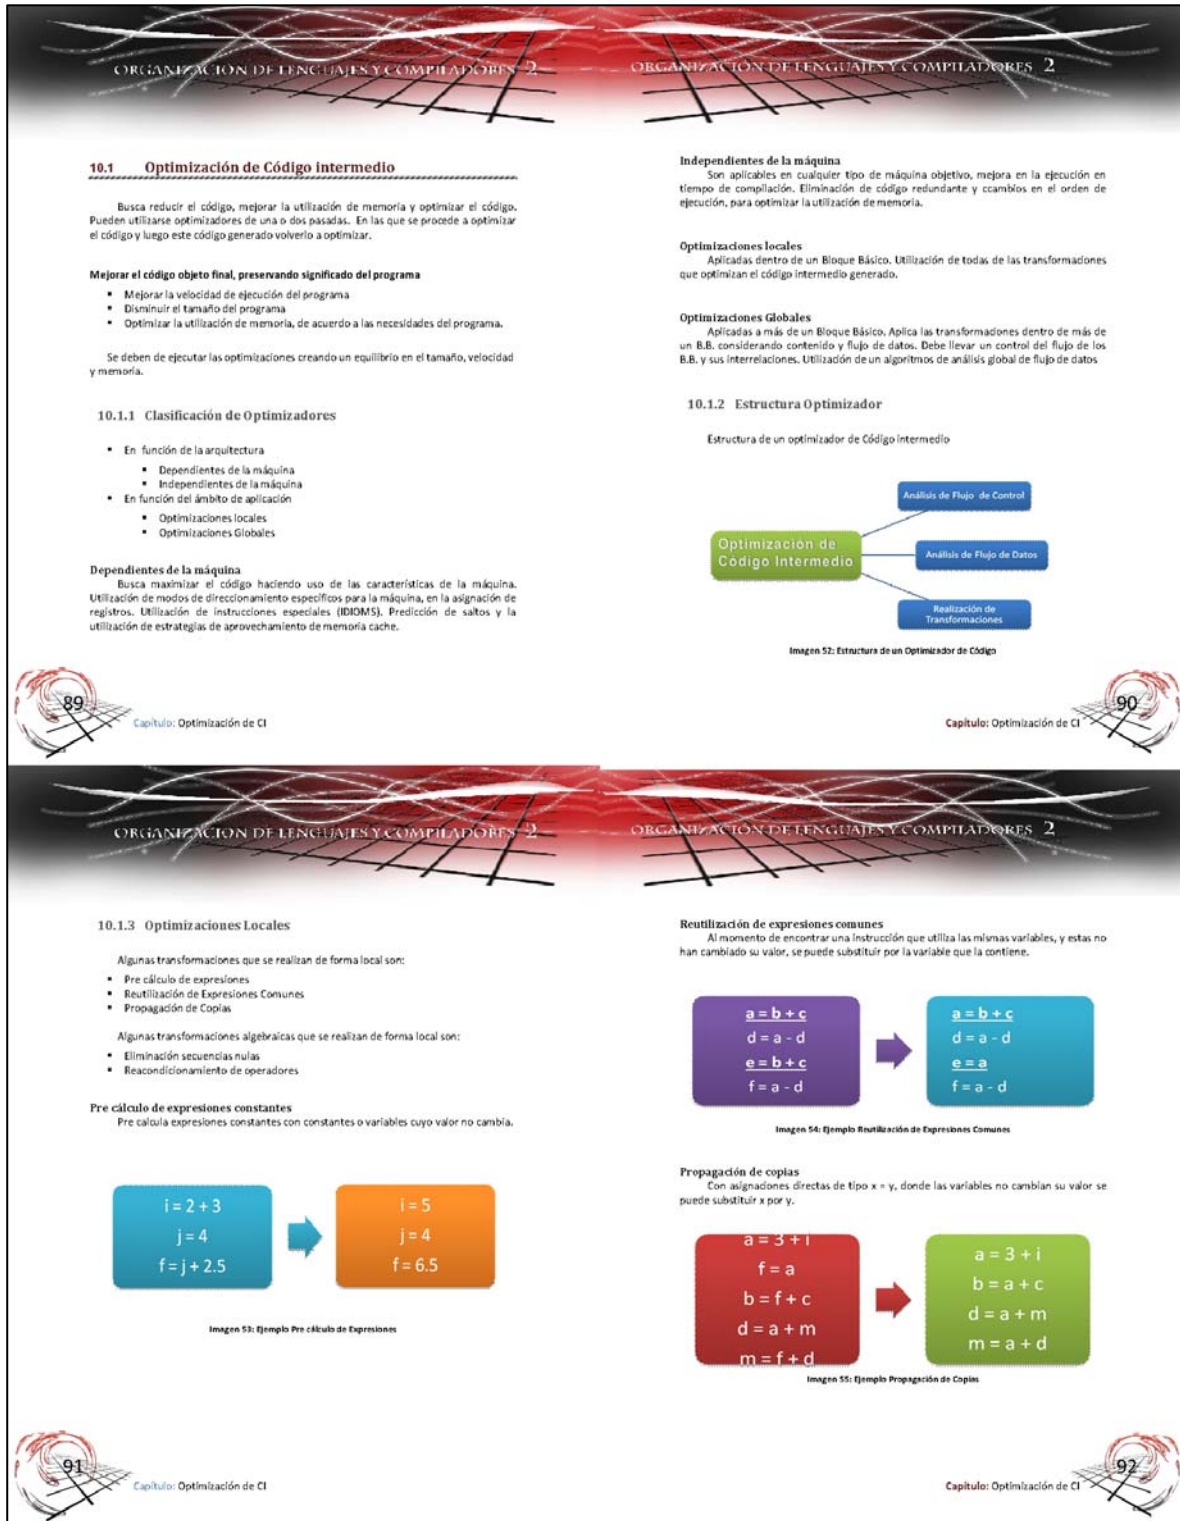 ORGANIZACIÓN DE LENGUAJES Y COMPILADORES 2
10.1 Optimización de Código intermedio
Busca reducir el código, mejorar la utilización de memoria y optimizar el código.
Pueden utilizarse optimizadores de una o dos pasadas. En las que se procede a optimizar
el código y luego este código generado volverlo a optimizar.
Mejorar el código objeto final, preservando significado del programa
▪ Mejorar la velocidad de ejecución del programa
▪ Disminuir el tamaño del programa
▪ Optimizar la utilización de memoria, de acuerdo a las necesidades del programa.
Se deben de ejecutar las optimizaciones creando un equilibrio en el tamaño, velocidad
y memoria.
10.1.1 Clasificación de Optimizadores
▪ En función de la arquitectura
▪ Dependientes de la máquina
▪ Independientes de la máquina
▪ En función del ámbito de aplicación
▪ Optimizaciones locales
▪ Optimizaciones Globales
Dependientes de la máquina
Busca maximizar el código haciendo uso de las características de la máquina.
Utilización de modos de direccionamiento específicos para la máquina, en la asignación de
registros. Utilización de instrucciones especiales (IDIOMS). Predicción de saltos y la
utilización de estrategias de aprovechamiento de memoria cache.
89
Capítulo: Optimización de CI
ORGANIZACIÓN DE LENGUAJES Y COMPILADORES 2
Independientes de la máquina
Son aplicables en cualquier tipo de máquina objetivo, mejora en la ejecución en
tiempo de compilación. Eliminación de código redundante y ccambios en el orden de
ejecución, para optimizar la utilización de memoria.
Optimizaciones locales
Aplicadas dentro de un Bloque Básico. Utilización de todas de las transformaciones
que optimizan el código intermedio generado.
Optimizaciones Globales
Aplicadas a más de un Bloque Básico. Aplica las transformaciones dentro de más de
un B.B. considerando contenido y flujo de datos. Debe llevar un control del flujo de los
B.B. y sus interrelaciones. Utilización de un algoritmos de análisis global de flujo de datos
10.1.2 Estructura Optimizador
Estructura de un optimizador de Código intermedio
Optimización de
Código Intermedio
Análisis de Flujo de Control
Análisis de Flujo de Datos
Realización de
Transformaciones
Imagen 52: Estructura de un Optimizador de Código
90
Capítulo: Optimización de CI
ORGANIZACIÓN DE LENGUAJES Y COMPILADORES 2
10.1.3 Optimizaciones Locales
Algunas transformaciones que se realizan de forma local son:
▪ Pre cálculo de expresiones
▪ Reutilización de Expresiones Comunes
▪ Propagación de Copias
Algunas transformaciones algebraicas que se realizan de forma local son:
▪ Eliminación secuencias nulas
▪ Reacondicionamiento de operadores
Pre cálculo de expresiones constantes
Pre calcula expresiones constantes con constantes o variables cuyo valor no cambia.
i = 2 + 3
j = 4
f = j + 2.5
i = 5
j = 4
f = 6.5
Imagen 53: Ejemplo Pre cálculo de Expresiones
91
Capítulo: Optimización de CI
ORGANIZACIÓN DE LENGUAJES Y COMPILADORES 2
Reutilización de expresiones comunes
Al momento de encontrar una instrucción que utiliza las mismas variables, y estas no
han cambiado su valor, se puede substituir por la variable que la contiene.
a = b + c
d = a - d
e = b + c
f = a - d
a = b + c
d = a - d
e = a
f = a - d
Imagen 54: Ejemplo Reutilización de Expresiones Comunes
Propagación de copias
Con asignaciones directas de tipo x = y, donde las variables no cambian su valor se
puede substituir x por y.
a = 3 + i
f = a
b = f + c
d = a + m
m = f + d
a = 3 + i
b = a + c
d = a + m
m = a + d
Imagen 55: Ejemplo Propagación de Copias
92
Capítulo: Optimización de CI